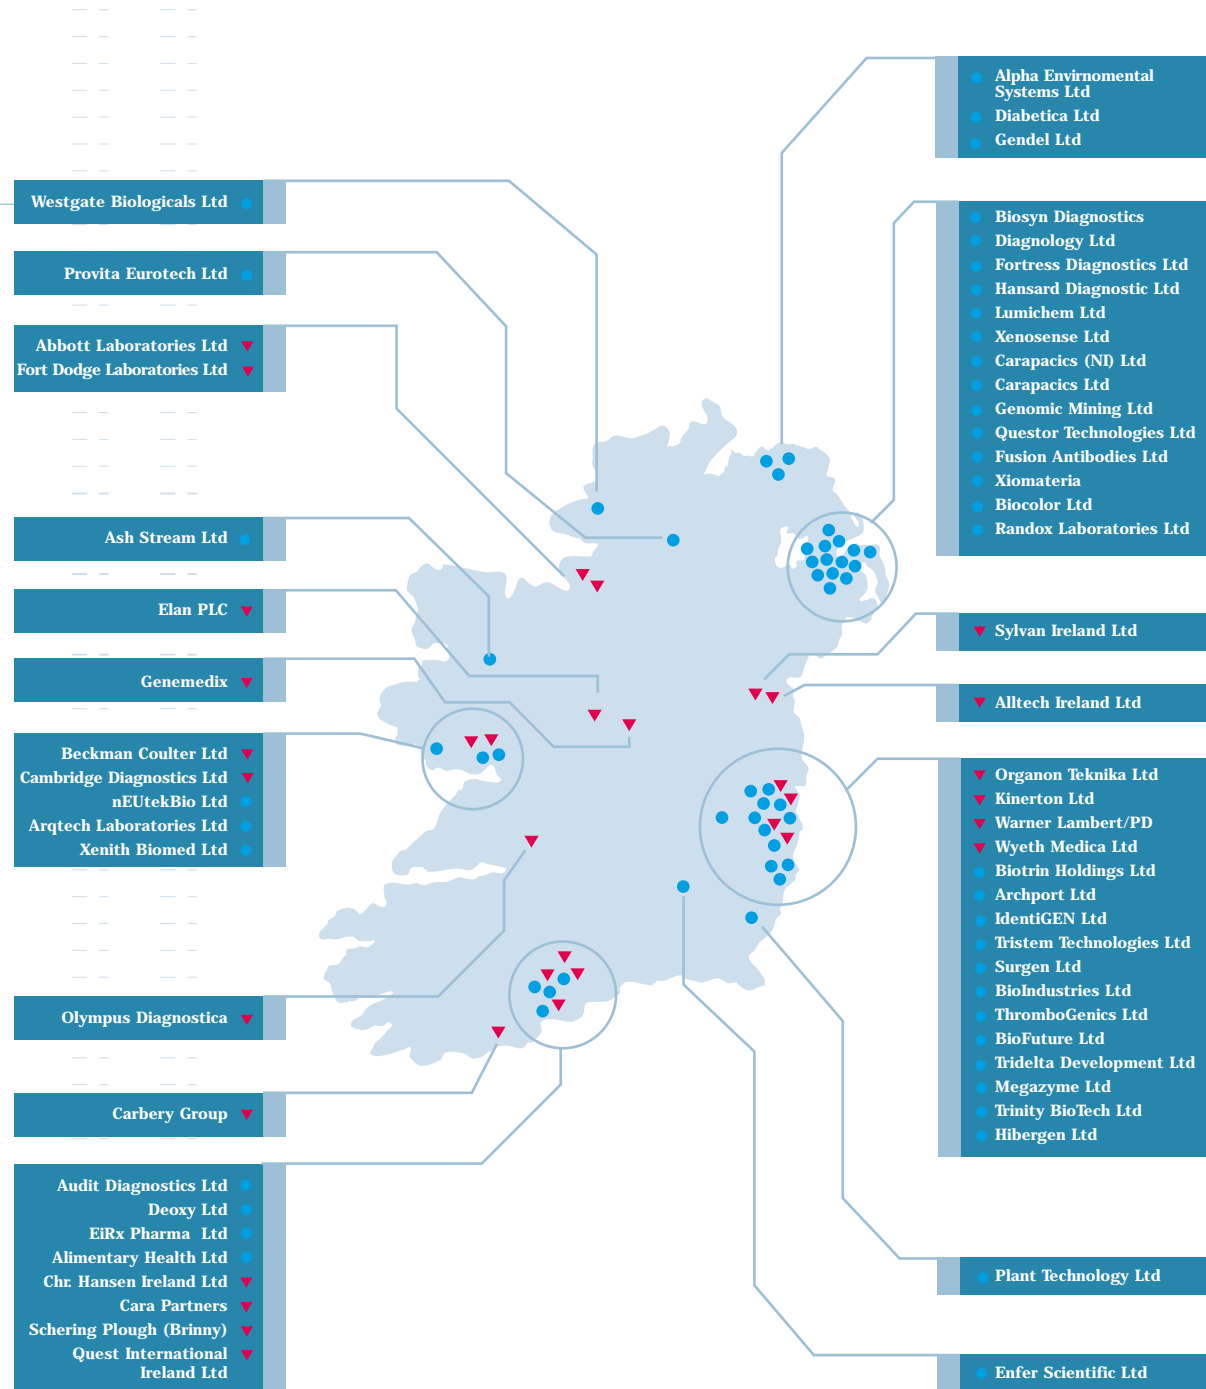 Westgate Biologicals Ltd
Provita Eurotech Ltd
Abbott Laboratories Ltd
Fort Dodge Laboratories Ltd
Ash Stream Ltd
Elan PLC
Genemedix
Beckman Coulter Ltd
Cambridge Diagnostics Ltd
nEUtekBio Ltd
Arqtech Laboratories Ltd
Xenith Biomed Ltd
Olympus Diagnostica
Carbery Group
Audit Diagnostics Ltd
Deoxy Ltd
EiRx Pharma Ltd
Alimentary Health Ltd
Chr. Hansen Ireland Ltd
Cara Partners
Schering Plough (Brinny)
Quest International
Ireland Ltd
Alpha Envirnomental
Systems Ltd
Diabetica Ltd
Gendel Ltd
Biosyn Diagnostics
Diagnology Ltd
Fortress Diagnostics Ltd
Hansard Diagnostic Ltd
Lumichem Ltd
Xenosense Ltd
Carapacics (NI) Ltd
Carapacics Ltd
Genomic Mining Ltd
Questor Technologies Ltd
Fusion Antibodies Ltd
Xiomateria
Biocolor Ltd
Randox Laboratories Ltd
Sylvan Ireland Ltd
Alltech Ireland Ltd
Organon Teknika Ltd
Kinerton Ltd
Warner Lambert/PD
Wyeth Medica Ltd
Biotrin Holdings Ltd
Archport Ltd
IdentiGEN Ltd
Tristem Technologies Ltd
Surgen Ltd
BioIndustries Ltd
ThromboGenics Ltd
BioFuture Ltd
Tridelta Development Ltd
Megazyme Ltd
Trinity BioTech Ltd
Hibergen Ltd
Plant Technology Ltd
Enfer Scientific Ltd